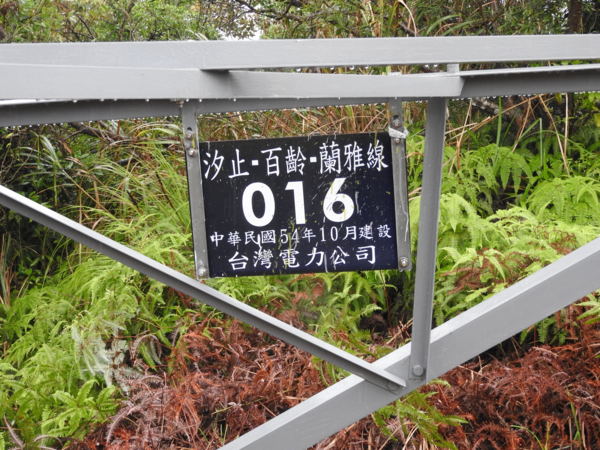 汐止-百齡-蘭雅線
016
中華民國54年10月建設
台灣電力公司